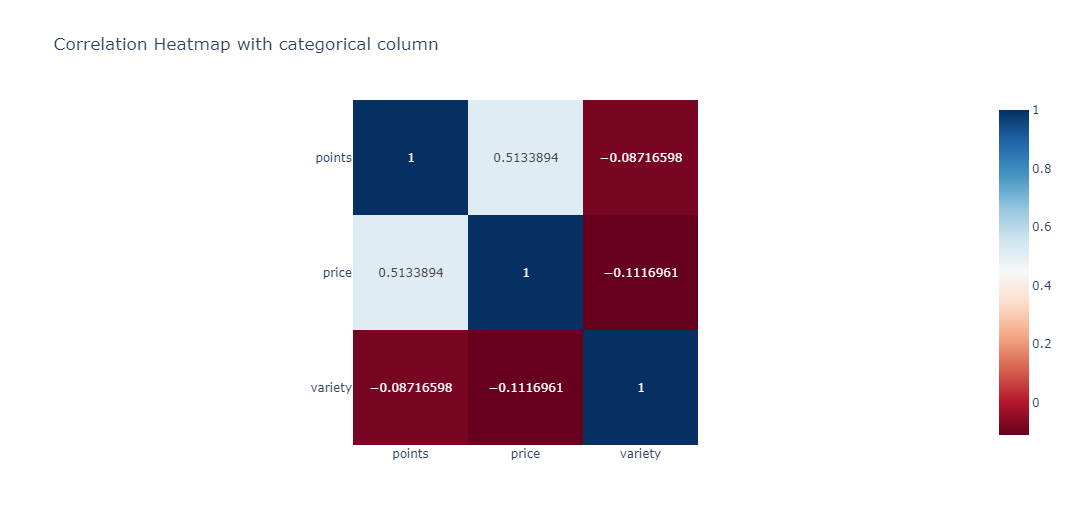 Correlation Heatmap with categorical column
points 1 0.5133894 −0.08716598
price 0.5133894 1 −0.1116961
variety −0.08716598 −0.1116961 1
points price variety
1
0.8
0.6
0.4
0.2
0